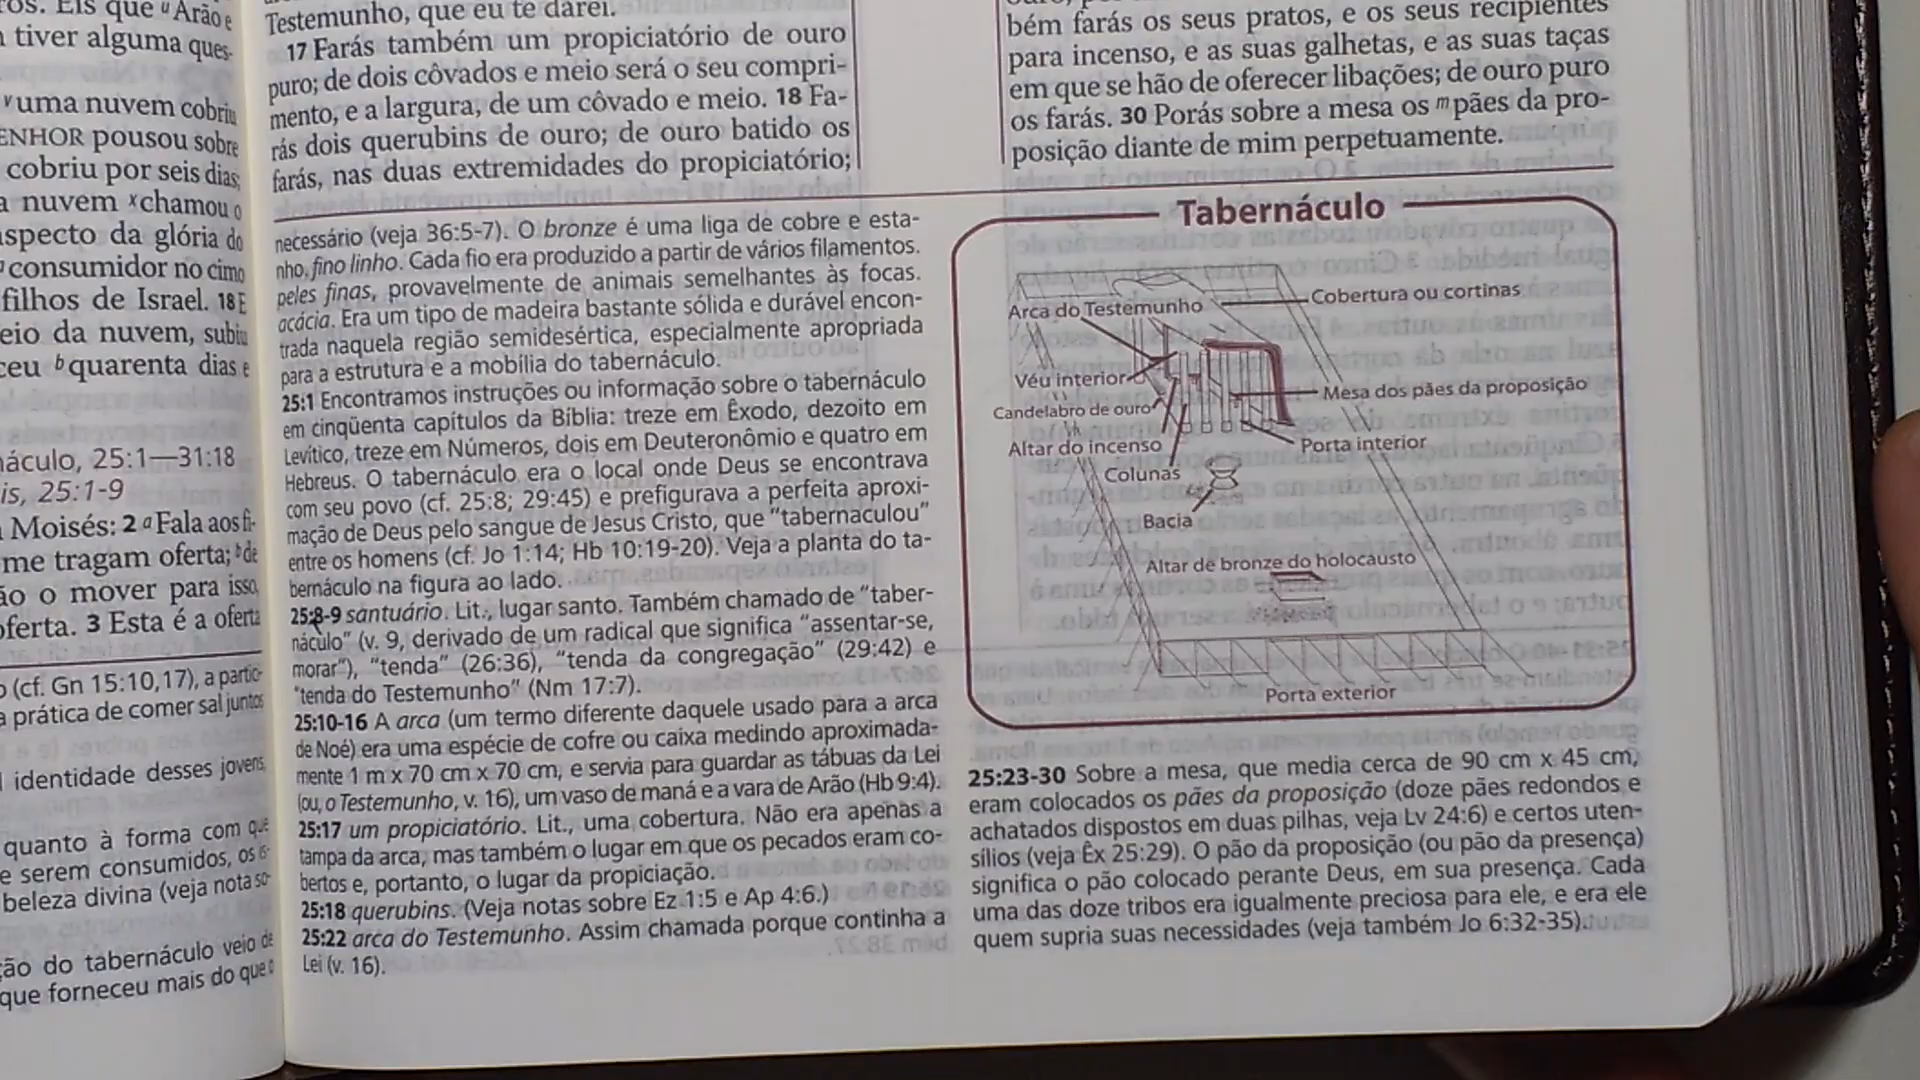 ros. Eis que ᵘArão e
tiver alguma ques-
ᵛuma nuvem cobriu
ENHOR pousou sobre
cobriu por seis dias;
a nuvem ˣchamou o
aspecto da glória do
consumidor no cimo
filhos de Israel. 18 E
eio da nuvem, subiu
ceu ᵇquarenta dias e
náculo, 25:1—31:18
is, 25:1-9
Moisés: 2 ᵃFala aos fi-
me tragam oferta; ᵇde
ão o mover para isso,
oferta. 3 Esta é a oferta
(cf. Gn 15:10,17), a partici-
a prática de comer sal juntos
identidade desses jovens,
quanto à forma com que
e serem consumidos, os
beleza divina (veja nota so-
ção do tabernáculo veio de
que forneceu mais do que o
Testemunho, que eu te darei.
17 Farás também um propiciatório de ouro
puro; de dois côvados e meio será o seu compri-
mento, e a largura, de um côvado e meio. 18 Fa-
rás dois querubins de ouro; de ouro batido os
farás, nas duas extremidades do propiciatório;
bém farás os seus pratos, e os seus recipientes
para incenso, e as suas galhetas, e as suas taças
em que se hão de oferecer libações; de ouro puro
os farás. 30 Porás sobre a mesa os ᵐpães da pro-
posição diante de mim perpetuamente.
necessário (veja 36:5-7). O bronze é uma liga de cobre e esta-
nho, fino linho. Cada fio era produzido a partir de vários filamentos.
peles finas, provavelmente de animais semelhantes às focas.
acácia. Era um tipo de madeira bastante sólida e durável encon-
trada naquela região semidesértica, especialmente apropriada
para a estrutura e a mobília do tabernáculo.
25:1 Encontramos instruções ou informação sobre o tabernáculo
em cinqüenta capítulos da Bíblia: treze em Êxodo, dezoito em
Levítico, treze em Números, dois em Deuteronômio e quatro em
Hebreus. O tabernáculo era o local onde Deus se encontrava
com seu povo (cf. 25:8; 29:45) e prefigurava a perfeita aproxi-
mação de Deus pelo sangue de Jesus Cristo, que "tabernaculou"
entre os homens (cf. Jo 1:14; Hb 10:19-20). Veja a planta do ta-
bernáculo na figura ao lado.
25:8-9 santuário. Lit., lugar santo. Também chamado de "taber-
náculo" (v. 9, derivado de um radical que significa "assentar-se,
morar"), "tenda" (26:36), "tenda da congregação" (29:42) e
"tenda do Testemunho" (Nm 17:7).
25:10-16 A arca (um termo diferente daquele usado para a arca
de Noé) era uma espécie de cofre ou caixa medindo aproximada-
mente 1 m x 70 cm x 70 cm, e servia para guardar as tábuas da Lei
(ou, o Testemunho, v. 16), um vaso de maná e a vara de Arão (Hb 9:4).
25:17 um propiciatório. Lit., uma cobertura. Não era apenas a
tampa da arca, mas também o lugar em que os pecados eram co-
bertos e, portanto, o lugar da propiciação.
25:18 querubins. (Veja notas sobre Ez 1:5 e Ap 4:6.)
25:22 arca do Testemunho. Assim chamada porque continha a
Lei (v. 16).
Tabernáculo
Arca do Testemunho
Cobertura ou cortinas
Véu interior
Mesa dos pães da proposição
Candelabro de ouro
Altar do incenso
Porta interior
Colunas
Bacia
Altar de bronze do holocausto
Porta exterior
25:23-30 Sobre a mesa, que media cerca de 90 cm x 45 cm,
eram colocados os pães da proposição (doze pães redondos e
achatados dispostos em duas pilhas, veja Lv 24:6) e certos uten-
sílios (veja Êx 25:29). O pão da proposição (ou pão da presença)
significa o pão colocado perante Deus, em sua presença. Cada
uma das doze tribos era igualmente preciosa para ele, e era ele
quem supria suas necessidades (veja também Jo 6:32-35).